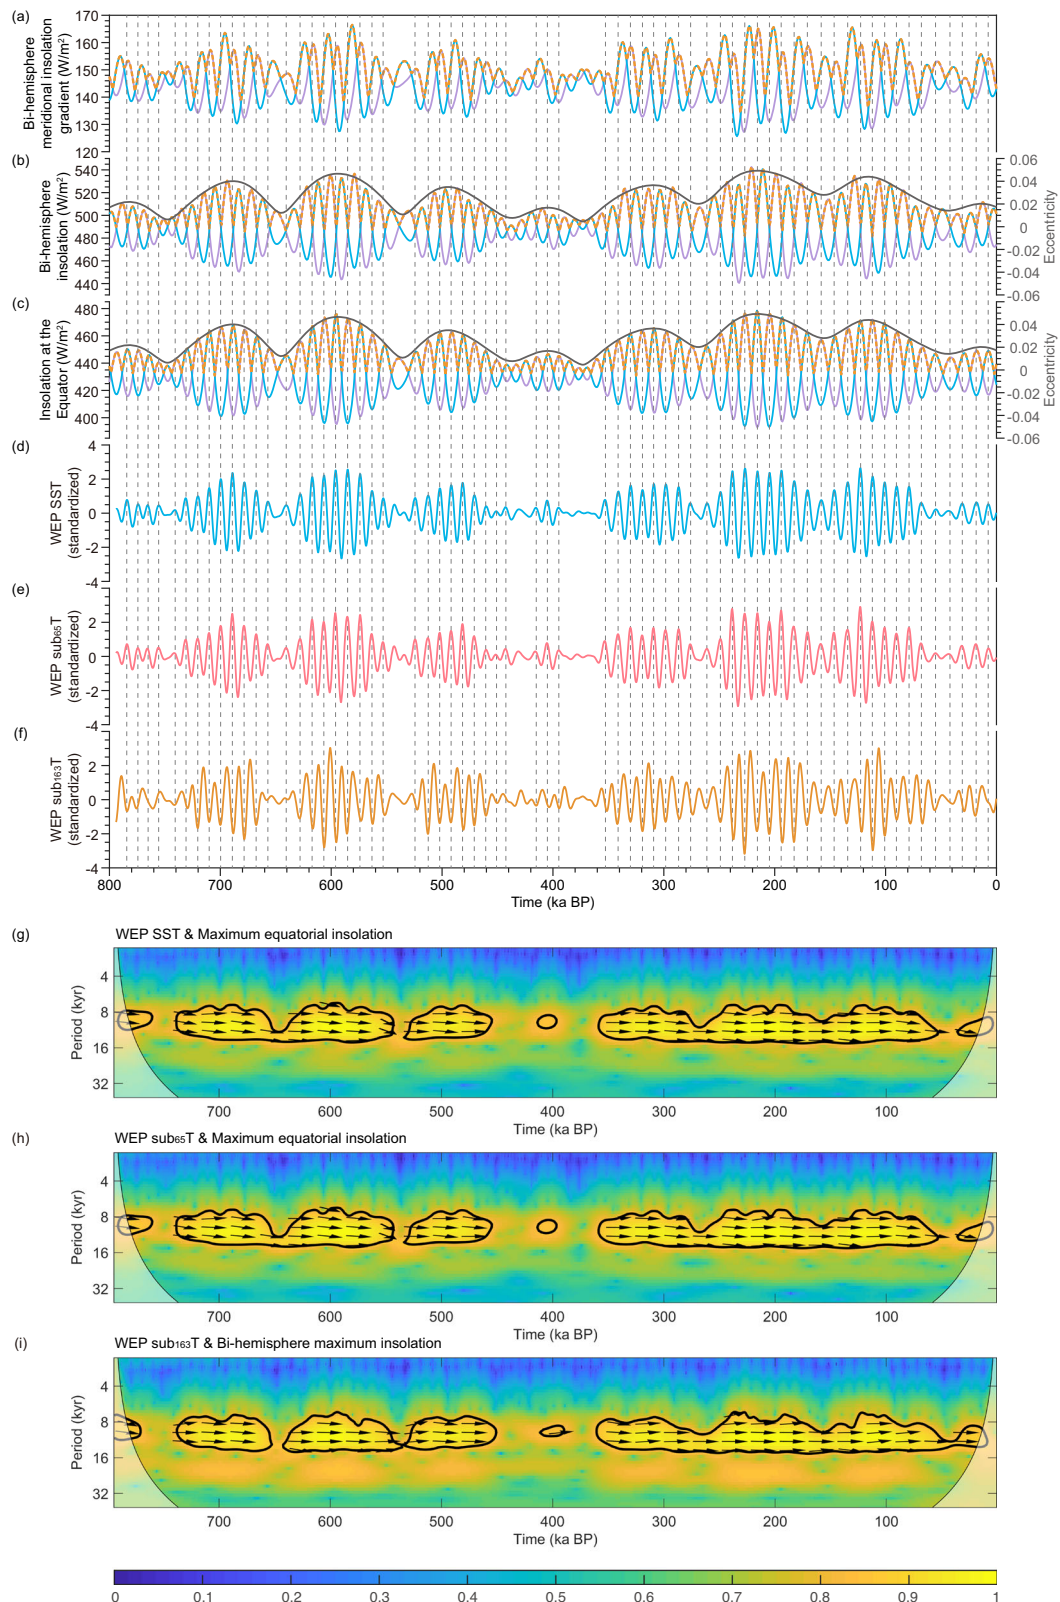 (a)
Bi-hemisphere
meridional insolation
gradient (W/m²)
170
160
140
130
120
(b)
Bi-hemisphere
insolation (W/m²)
540
520
500
480
460
440
0.06
0.04
0.02
0
-0.02
-0.04
-0.06
Eccentricity
(c)
Insolation at the
Equator (W/m²)
480
460
440
420
400
0.04
0.02
0
-0.02
-0.04
-0.06
Eccentricity
(d)
WEP SST
(standardized)
4
2
0
-2
-4
(e)
WEP sub₆₅T
(standardized)
2
0
-2
-4
(f)
WEP sub₁₆₃T
(standardized)
2
0
-2
-4
800 700 600 500 400 300 200 100 0
Time (ka BP)
(g)
WEP SST & Maximum equatorial insolation
Period (kyr)
4
8
16
32
700 600 500 400 300 200 100
Time (ka BP)
(h)
WEP sub₆₅T & Maximum equatorial insolation
Period (kyr)
4
8
16
32
700 600 500 400 300 200 100
Time (ka BP)
(i)
WEP sub₁₆₃T & Bi-hemisphere maximum insolation
Period (kyr)
4
8
16
32
700 600 500 400 300 200 100
Time (ka BP)
0 0.1 0.2 0.3 0.4 0.5 0.6 0.7 0.8 0.9 1